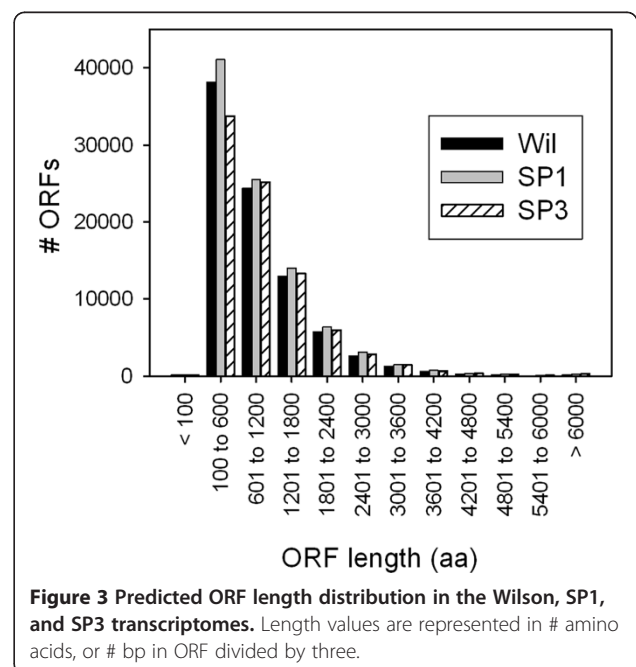 40000
30000
20000
10000
0
# ORFs
Wil
SP1
SP3
< 100
100 to 600
601 to 1200
1201 to 1800
1801 to 2400
2401 to 3000
3001 to 3600
3601 to 4200
4201 to 4800
4801 to 5400
5401 to 6000
> 6000
ORF length (aa)
Figure 3 Predicted ORF length distribution in the Wilson, SP1,
and SP3 transcriptomes. Length values are represented in # amino
acids, or # bp in ORF divided by three.